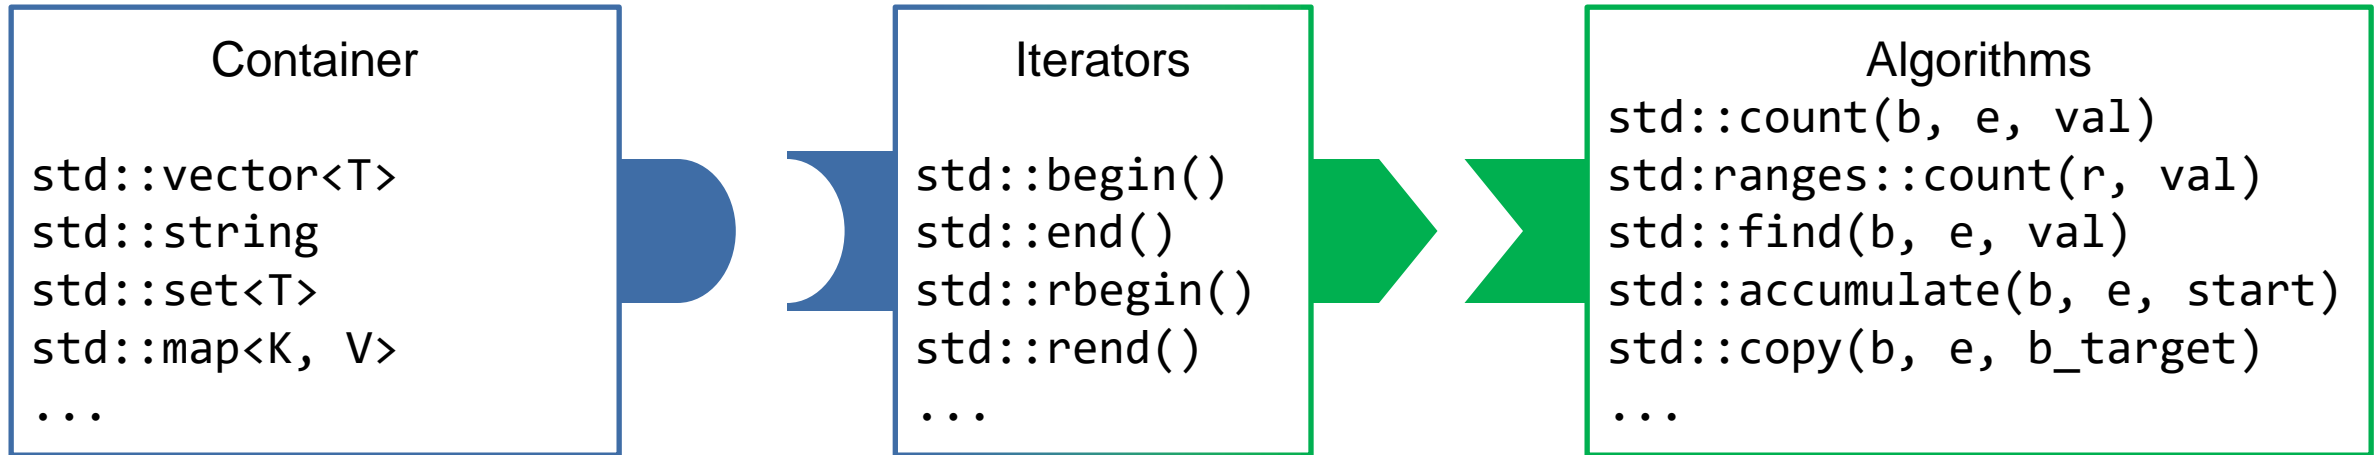 Container
std::vector<T>
std::string
std::set<T>
std::map<K, V>
...
Iterators
std::begin()
std::end()
std::rbegin()
std::rend()
...
Algorithms
std::count(b, e, val)
std:ranges::count(r, val)
std::find(b, e, val)
std::accumulate(b, e, start)
std::copy(b, e, b_target)
...